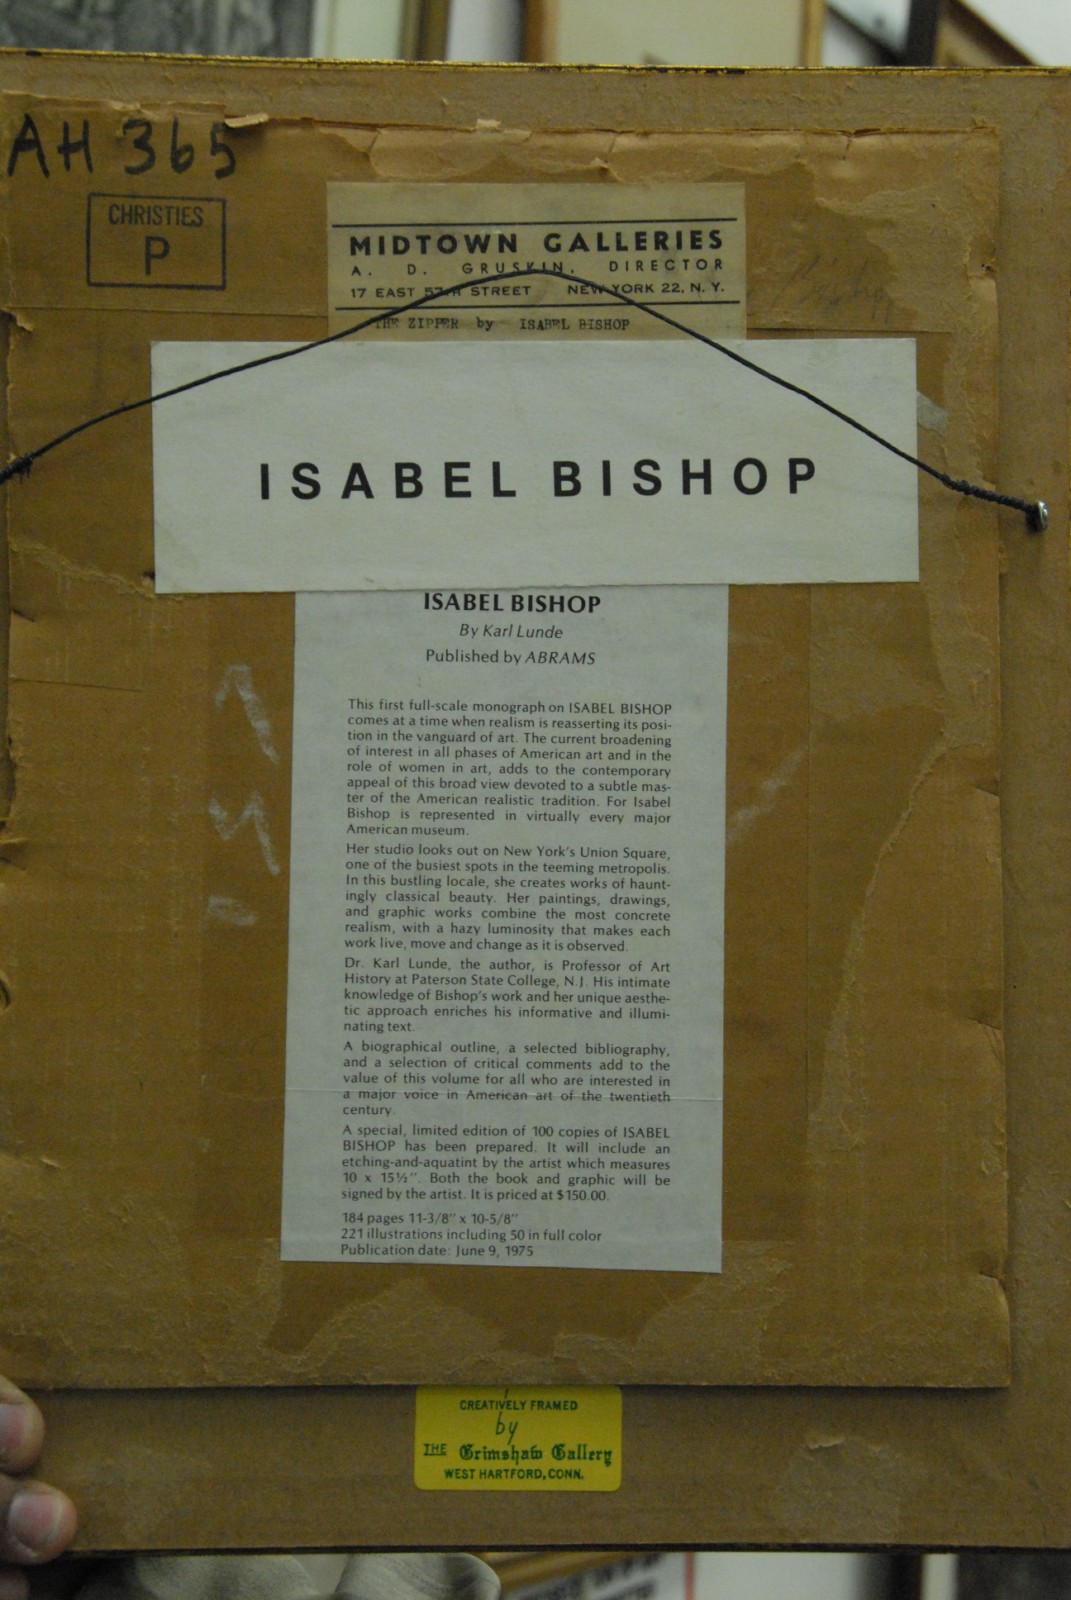 AH 365
CHRISTIES
P
MIDTOWN GALLERIES
A. D. GRUSKIN, DIRECTOR
17 EAST 57TH STREET NEW YORK 22, N. Y.
THE ZIPPER by ISABEL BISHOP
ISABEL BISHOP
ISABEL BISHOP
By Karl Lunde
Published by ABRAMS
This first full-scale monograph on ISABEL BISHOP
comes at a time when realism is reasserting its posi-
tion in the vanguard of art. The current broadening
of interest in all phases of American art and in the
role of women in art, adds to the contemporary
appeal of this broad view devoted to a subtle mas-
ter of the American realistic tradition. For Isabel
Bishop is represented in virtually every major
American museum.
Her studio looks out on New York's Union Square,
one of the busiest spots in the teeming metropolis.
In this bustling locale, she creates works of haunt-
ingly classical beauty. Her paintings, drawings,
and graphic works combine the most concrete
realism, with a hazy luminosity that makes each
work live, move and change as it is observed.
Dr. Karl Lunde, the author, is Professor of Art
History at Paterson State College, N.J. His intimate
knowledge of Bishop's work and her unique aesthe-
tic approach enriches his informative and illumi-
nating text.
A biographical outline, a selected bibliography,
and a selection of critical comments add to the
value of this volume for all who are interested in
a major voice in American art of the twentieth
century.
A special, limited edition of 100 copies of ISABEL
BISHOP has been prepared. It will include an
etching-and-aquatint by the artist which measures
10 x 15½". Both the book and graphic will be
signed by the artist. It is priced at $150.00.
184 pages 11-3/8" x 10-5/8"
221 illustrations including 50 in full color
Publication date: June 9, 1975
CREATIVELY FRAMED
by
THE Grimshaw Gallery
WEST HARTFORD, CONN.